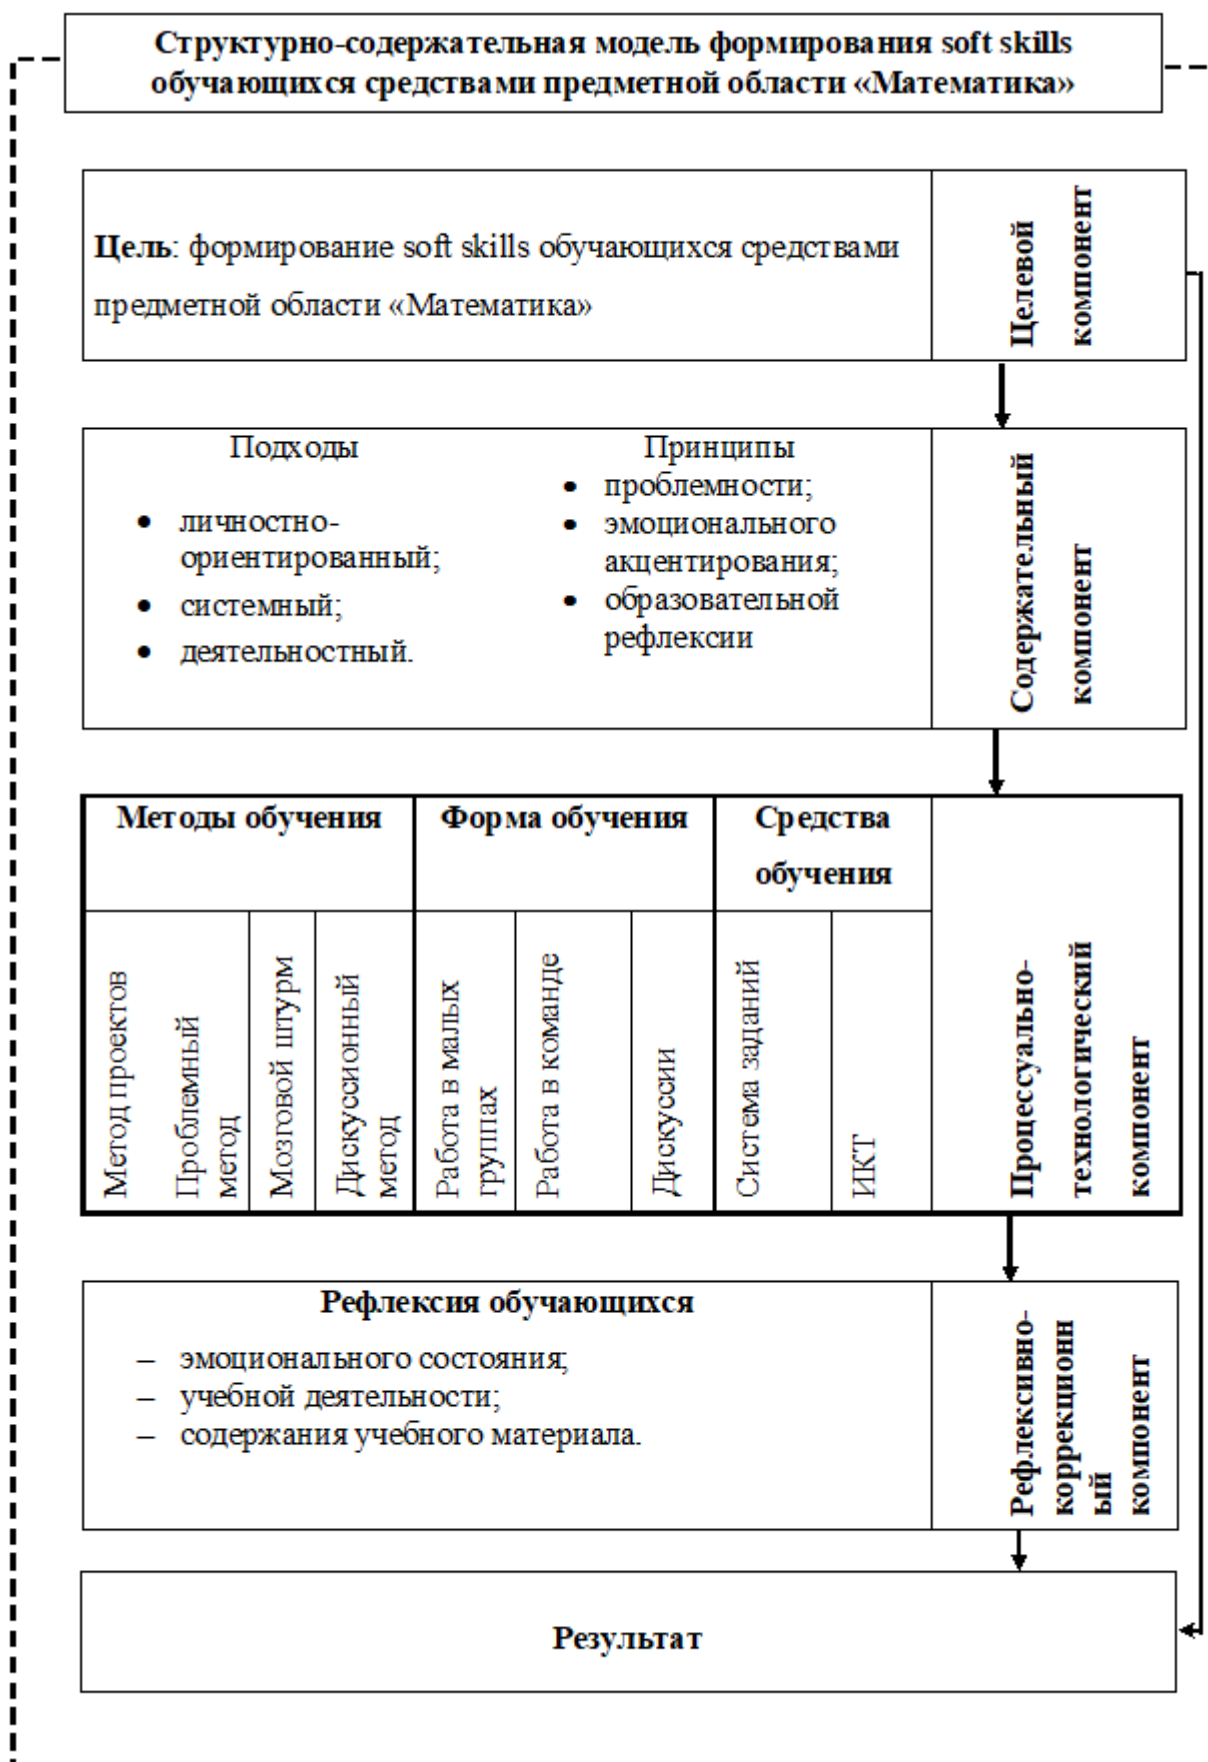 Структурно-содержательная модель формирования soft skills
обучающихся средствами предметной области «Математика»
Цель: формирование soft skills обучающихся средствами
предметной области «Математика»
Целевой
компонент
Подходы
• личностно-
ориентированный;
• системный;
• деятельностный.
Принципы
• проблемности;
• эмоционального
акцентирования;
• образовательной
рефлексии
Содержательный
компонент
Методы обучения
Форма обучения
Средства
обучения
Метод проектов
Проблемный
метод
Мозговой штурм
Дискуссионный
метод
Работа в малых
группах
Работа в команде
Дискуссии
Система заданий
ИКТ
Процессуально-
технологический
компонент
Рефлексия обучающихся
– эмоционального состояния;
– учебной деятельности;
– содержания учебного материала.
Рефлексивно-
коррекционн
ый
компонент
Результат